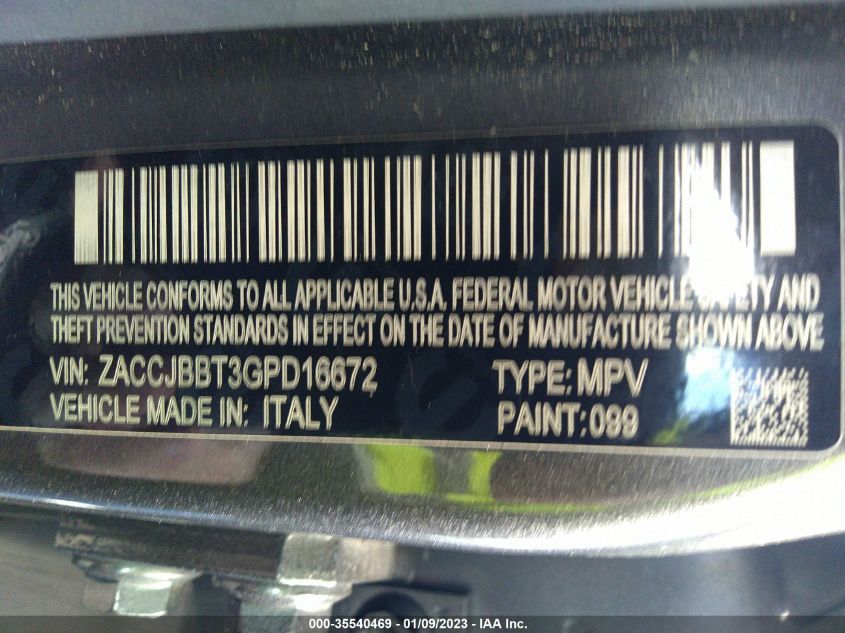 THIS VEHICLE CONFORMS TO ALL APPLICABLE U.S.A. FEDERAL MOTOR VEHICLE SAFETY AND
THEFT PREVENTION STANDARDS IN EFFECT ON THE DATE OF MANUFACTURE SHOWN ABOVE
VIN: ZACCJBBT3GPD16672 TYPE: MPV
VEHICLE MADE IN: ITALY PAINT: 099
000-35540469 - 01/09/2023 - IAA Inc.